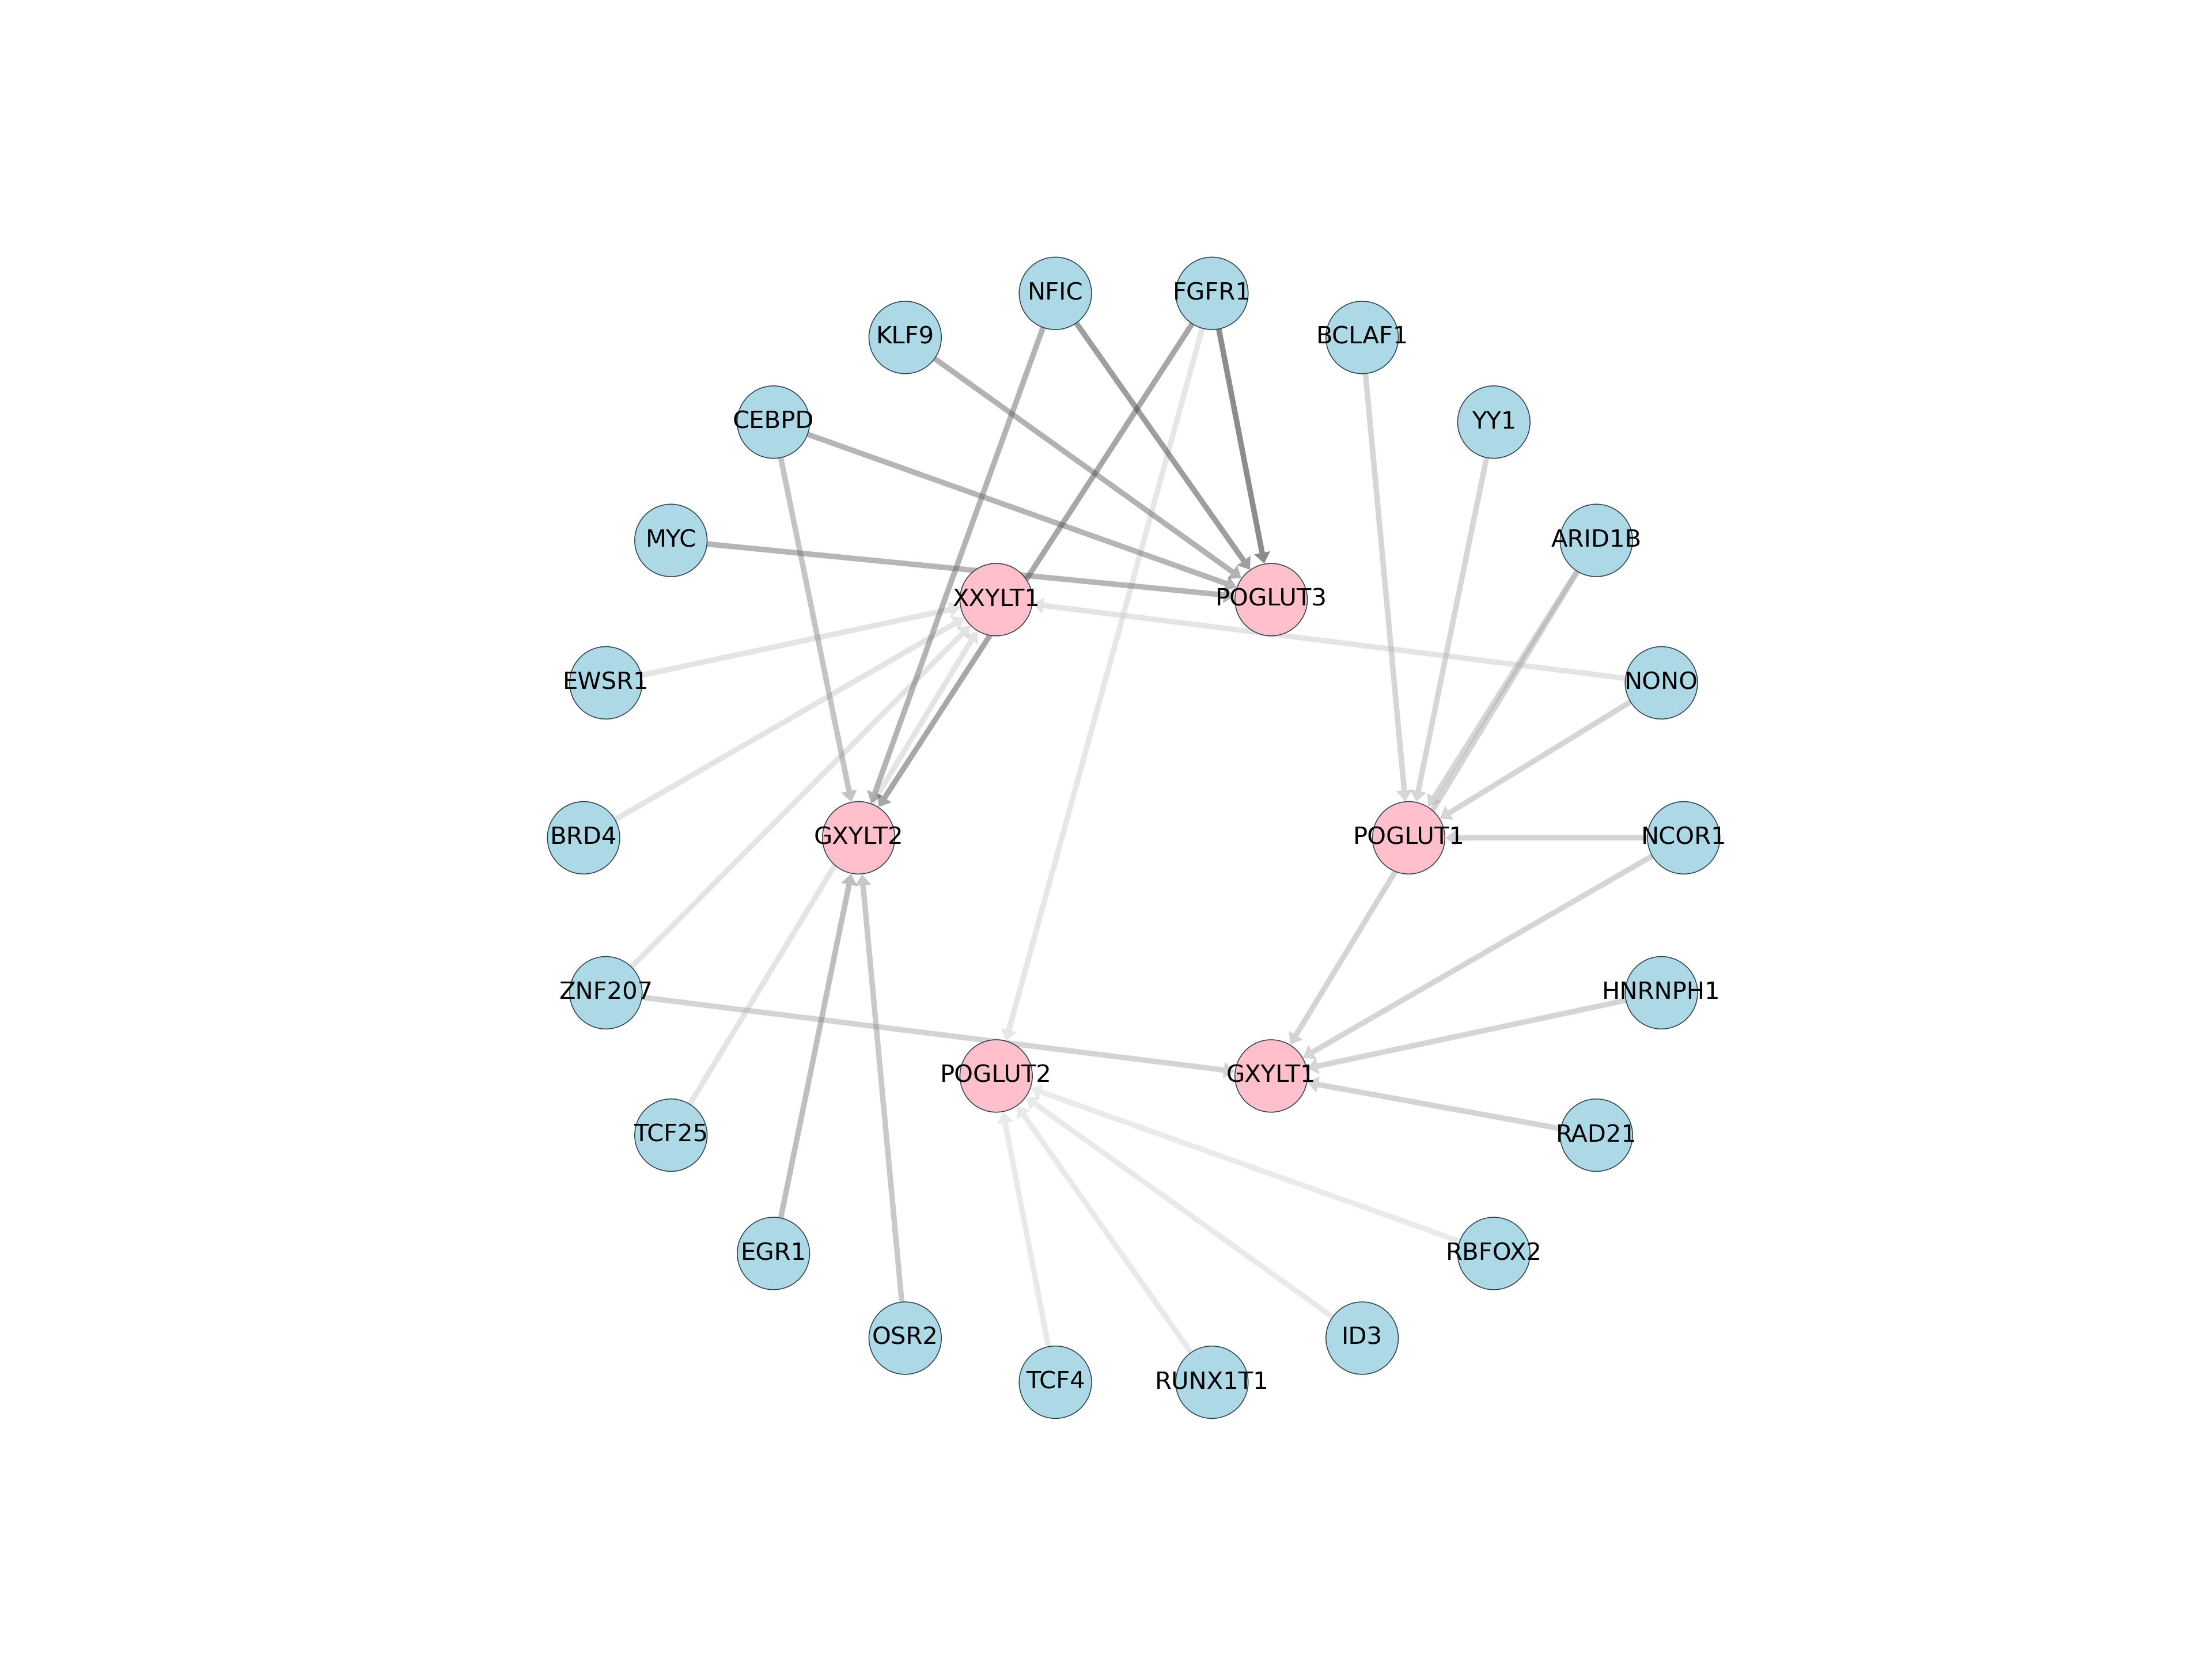 NFIC
FGFR1
KLF9
BCLAF1
CEBPD
YY1
MYC
ARID1B
XXYLT1
POGLUT3
EWSR1
NONO
BRD4
GXYLT2
POGLUT1
NCOR1
ZNF207
HNRNPH1
POGLUT2
GXYLT1
TCF25
RAD21
EGR1
RBFOX2
OSR2
ID3
TCF4
RUNX1T1